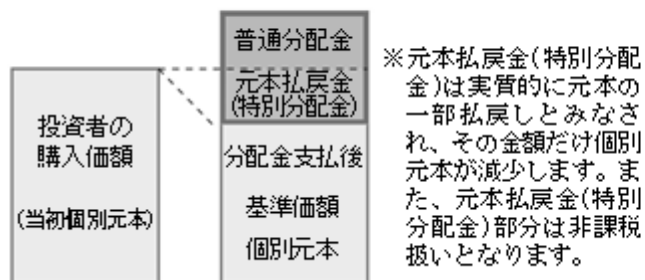 投資者の
購入価額
(当初個別元本)
普通分配金
元本払戻金
(特別分配金)
分配金支払後
基準価額
個別元本
※元本払戻金(特別分配
金)は実質的に元本の
一部払戻しとみなさ
れ、その金額だけ個別
元本が減少します。ま
た、元本払戻金(特別
分配金)部分は非課税
扱いとなります。